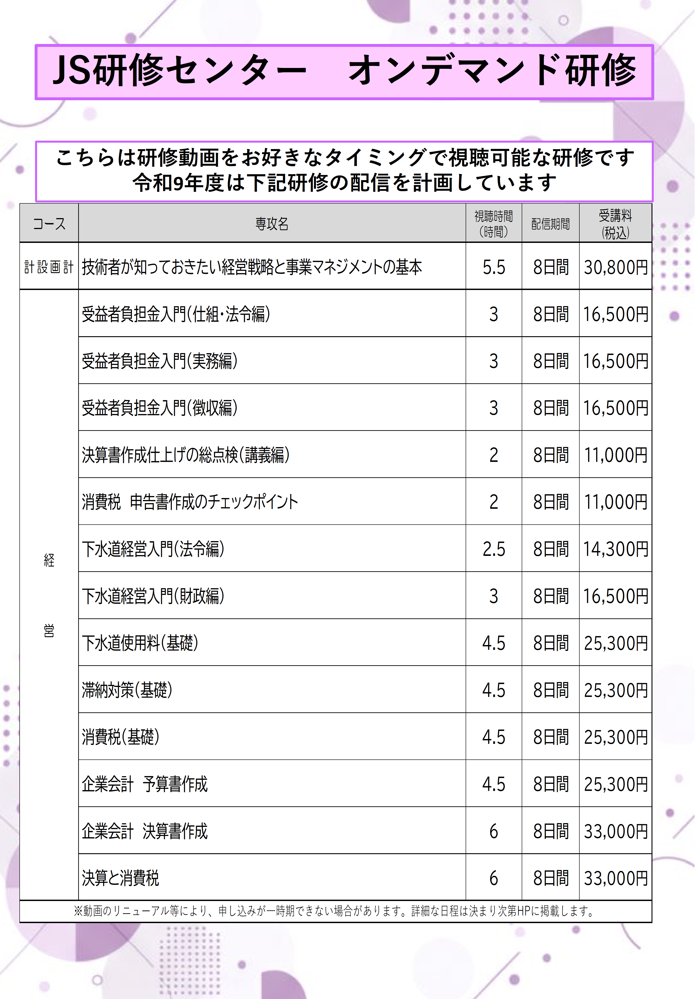 JS研修センター　オンデマンド研修
こちらは研修動画をお好きなタイミングで視聴可能な研修です
令和9年度は下記研修の配信を計画しています
コース 専攻名 視聴時間（時間） 配信期間 受講料(税込)
計設画計 技術者が知っておきたい経営戦略と事業マネジメントの基本 5.5 8日間 30,800円
経営
受益者負担金入門（仕組・法令編） 3 8日間 16,500円
受益者負担金入門（実務編） 3 8日間 16,500円
受益者負担金入門（徴収編） 3 8日間 16,500円
決算書作成仕上げの総点検（講義編） 2 8日間 11,000円
消費税　申告書作成のチェックポイント 2 8日間 11,000円
下水道経営入門（法令編） 2.5 8日間 14,300円
下水道経営入門（財政編） 3 8日間 16,500円
下水道使用料（基礎） 4.5 8日間 25,300円
滞納対策（基礎） 4.5 8日間 25,300円
消費税（基礎） 4.5 8日間 25,300円
企業会計　予算書作成 4.5 8日間 25,300円
企業会計　決算書作成 6 8日間 33,000円
決算と消費税 6 8日間 33,000円
※動画のリニューアル等により、申し込みが一時期できない場合があります。詳細な日程は決まり次第HPに掲載します。